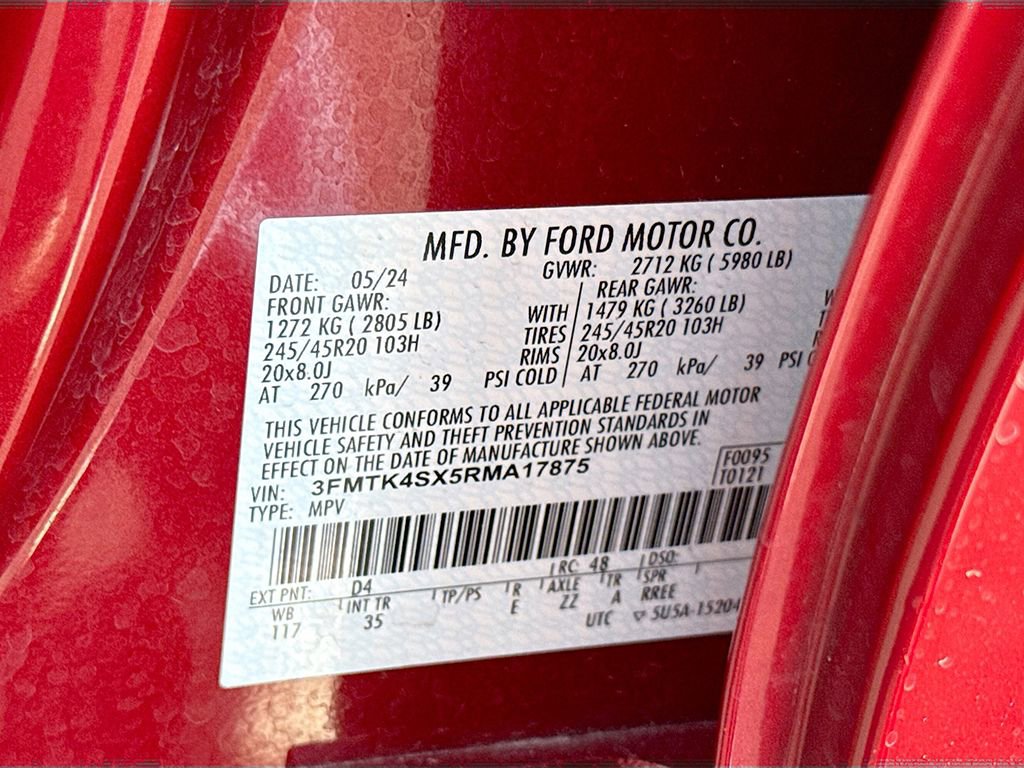 MFD. BY FORD MOTOR CO.
DATE: 05/24 GVWR: 2712 KG ( 5980 LB)
FRONT GAWR: REAR GAWR:
1272 KG ( 2805 LB) WITH 1479 KG ( 3260 LB)
245/45R20 103H TIRES 245/45R20 103H
20x8.0J RIMS 20x8.0J
AT 270 kPa/ 39 PSI COLD AT 270 kPa/ 39 PSI
THIS VEHICLE CONFORMS TO ALL APPLICABLE FEDERAL MOTOR
VEHICLE SAFETY AND THEFT PREVENTION STANDARDS IN
EFFECT ON THE DATE OF MANUFACTURE SHOWN ABOVE.
VIN: 3FMTK4SX5RMA17875 F0095
TYPE: MPV T0121
EXT PNT: D4 RC: 48 DSO:
WB INT TR TP/PS R AXLE TR SPR
117 35 E ZZ A RREE
UTC ▽ 5U5A-15204